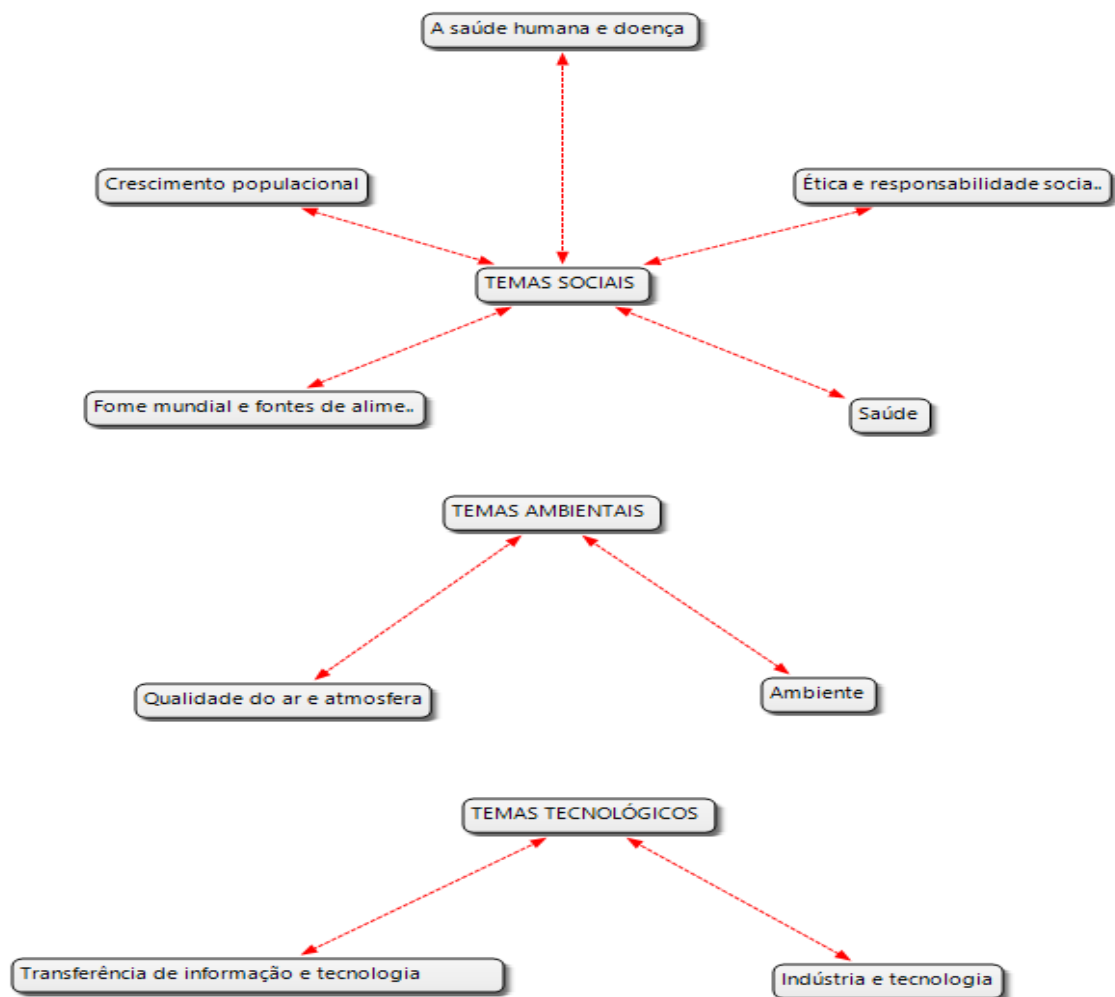 A saúde humana e doença
Crescimento populacional
Ética e responsabilidade socia..
TEMAS SOCIAIS
Fome mundial e fontes de alime..
Saúde
TEMAS AMBIENTAIS
Qualidade do ar e atmosfera
Ambiente
TEMAS TECNOLÓGICOS
Transferência de informação e tecnologia
Indústria e tecnologia